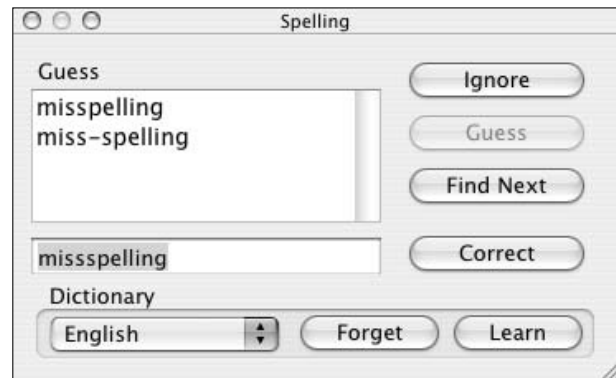 Spelling
Guess
misspelling
miss-spelling
missspelling
Ignore
Guess
Find Next
Correct
Dictionary
English
Forget
Learn